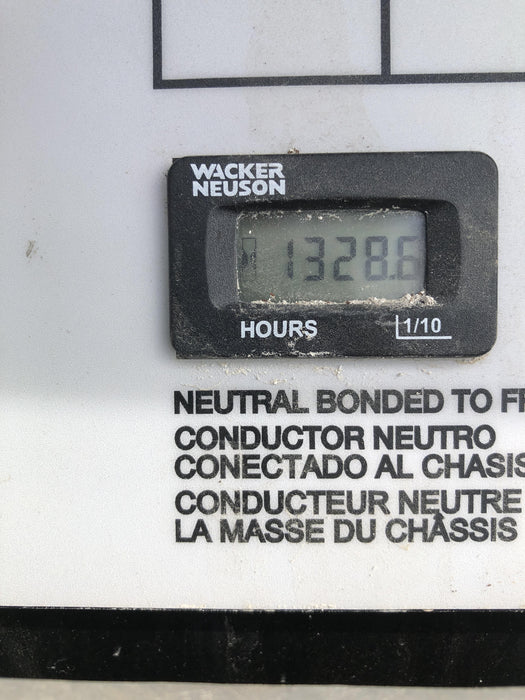 WACKER
NEUSON
1328.6
HOURS 1/10
NEUTRAL BONDED TO
CONDUCTOR NEUTRO
CONECTADO AL CHASIS
CONDUCTEUR NEUTRE
LA MASSE DU CHÂSSIS